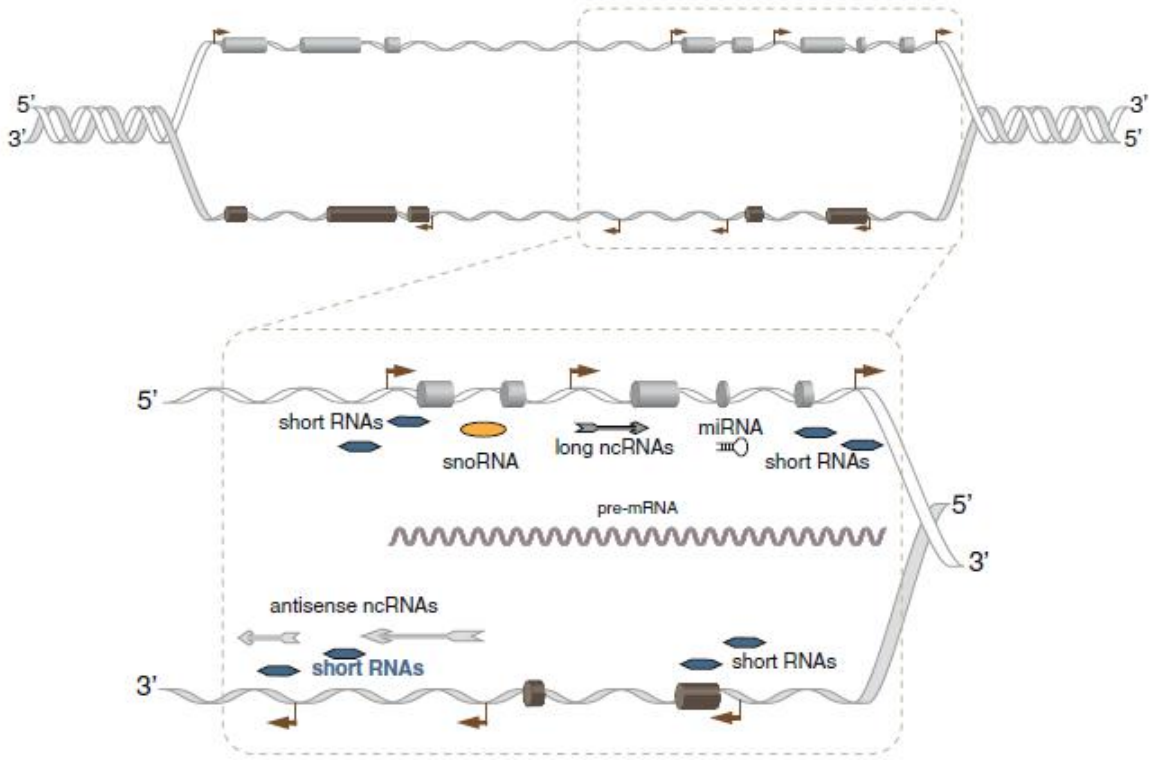 5’
3’
3’
5’
5’
short RNAs
snoRNA
long ncRNAs
miRNA
short RNAs
pre-mRNA
5’
3’
antisense ncRNAs
short RNAs
short RNAs
3’